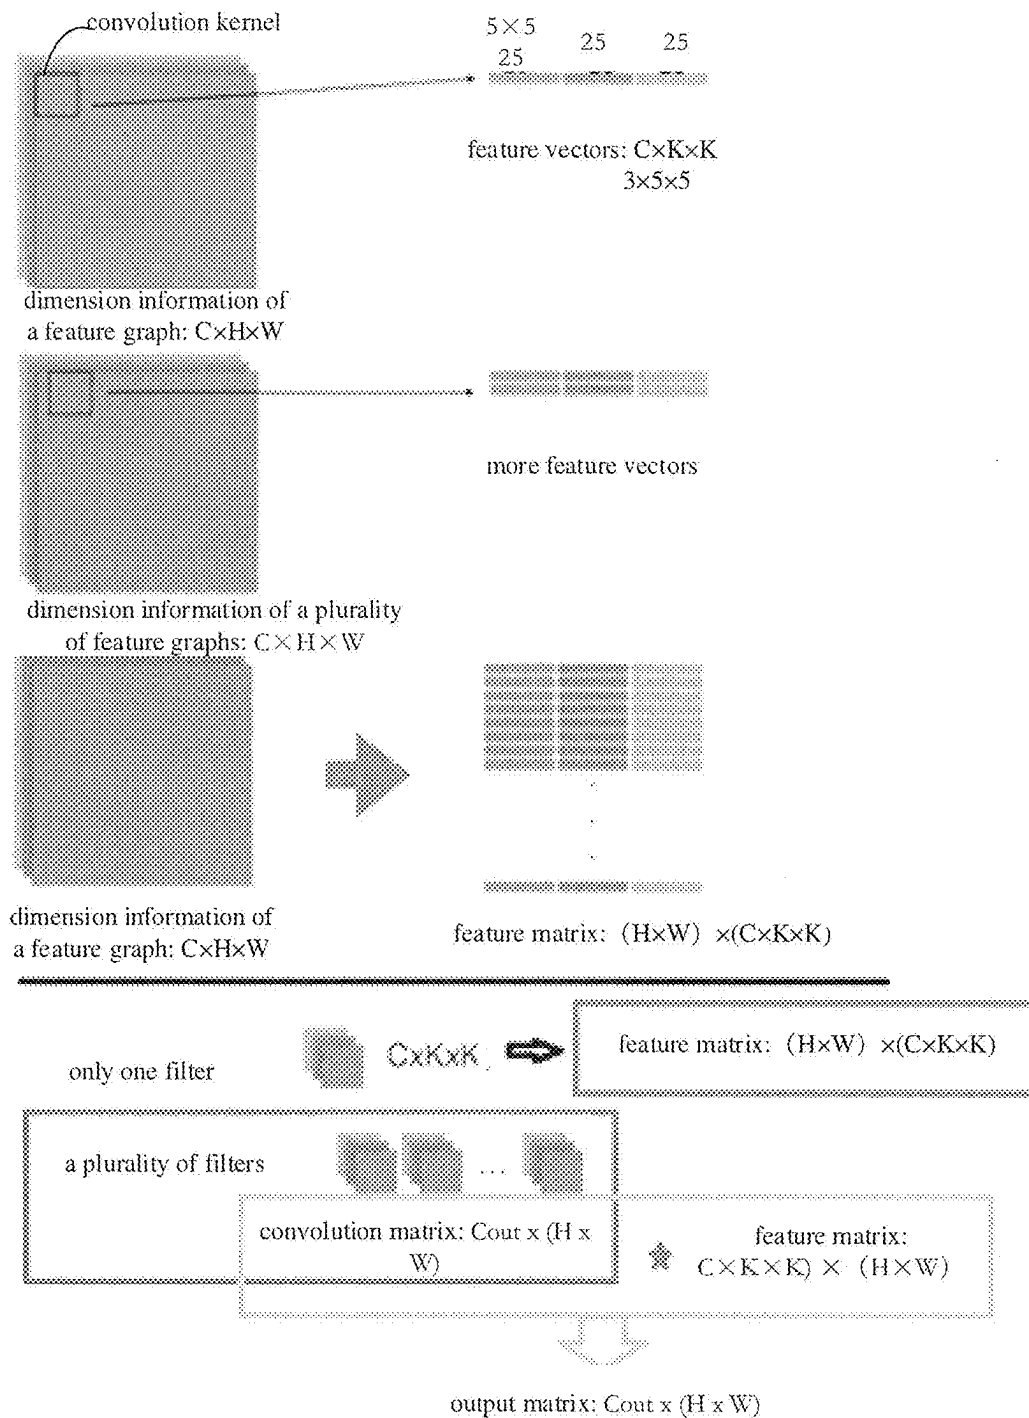 convolution kernel
5×5
25 25 25
feature vectors: C×K×K
3×5×5
dimension information of
a feature graph: C×H×W
more feature vectors
dimension information of a plurality
of feature graphs: C×H×W
dimension information of
a feature graph: C×H×W
feature matrix: (H×W) ×(C×K×K)
only one filter
CxKxK
feature matrix: (H×W) ×(C×K×K)
a plurality of filters
...
convolution matrix: Cout x (H x
W)
feature matrix:
C×K×K) × (H×W)
output matrix: Cout x (H x W)